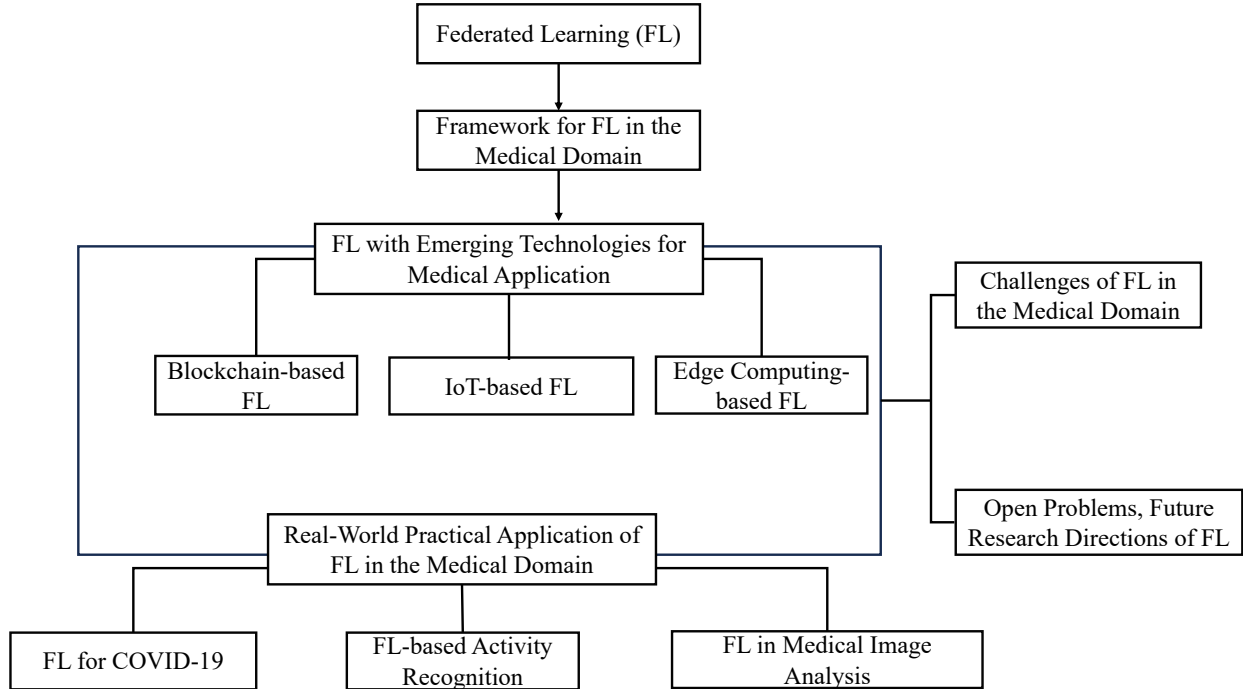 Federated Learning (FL)
Framework for FL in the
Medical Domain
FL with Emerging Technologies for
Medical Application
Challenges of FL in
the Medical Domain
Blockchain-based
FL
IoT-based FL
Edge Computing-
based FL
Open Problems, Future
Research Directions of FL
Real-World Practical Application of
FL in the Medical Domain
FL for COVID-19
FL-based Activity
Recognition
FL in Medical Image
Analysis